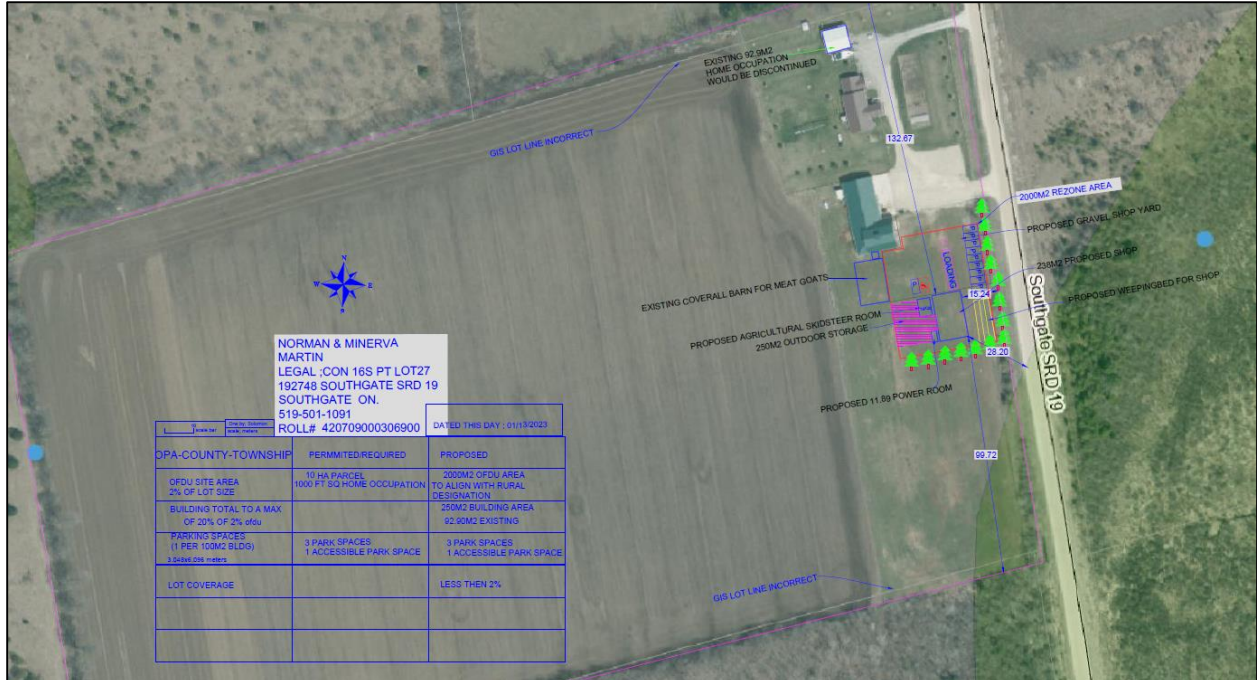 EXISTING 92.9M2
HOME OCCUPATION
WOULD BE DISCONTINUED
GIS LOT LINE INCORRECT
132.67
2000M2 REZONE AREA
PROPOSED GRAVEL SHOP YARD
LOADING
238M2 PROPOSED SHOP
15.24
PROPOSED WEEPINGBED FOR SHOP
EXISTING COVERALL BARN FOR MEAT GOATS
PROPOSED AGRICULTURAL SKIDSTEER ROOM
250M2 OUTDOOR STORAGE
28.20
PROPOSED 11.89 POWER ROOM
Southgate SRD 19
99.72
GIS LOT LINE INCORRECT
N
W
E
NORMAN & MINERVA
MARTIN
LEGAL ;CON 16S PT LOT27
192748 SOUTHGATE SRD 19
SOUTHGATE ON.
519-501-1091
ROLL# 420709000306900
DATED THIS DAY ; 01/13/2023
scale bar
OPA-COUNTY-TOWNSHIP
PERMMITED/REQUIRED
PROPOSED
OFDU SITE AREA
2% OF LOT SIZE
10 HA PARCEL
1000 FT SQ HOME OCCUPATION
2000M2 OFDU AREA
TO ALIGN WITH RURAL
DESIGNATION
BUILDING TOTAL TO A MAX
OF 20% OF 2% ofdu
250M2 BUILDING AREA
92.90M2 EXISTING
PARKING SPACES
(1 PER 100M2 BLDG)
3.048x6.096 meters
3 PARK SPACES
1 ACCESSIBLE PARK SPACE
3 PARK SPACES
1 ACCESSIBLE PARK SPACE
LOT COVERAGE
LESS THEN 2%